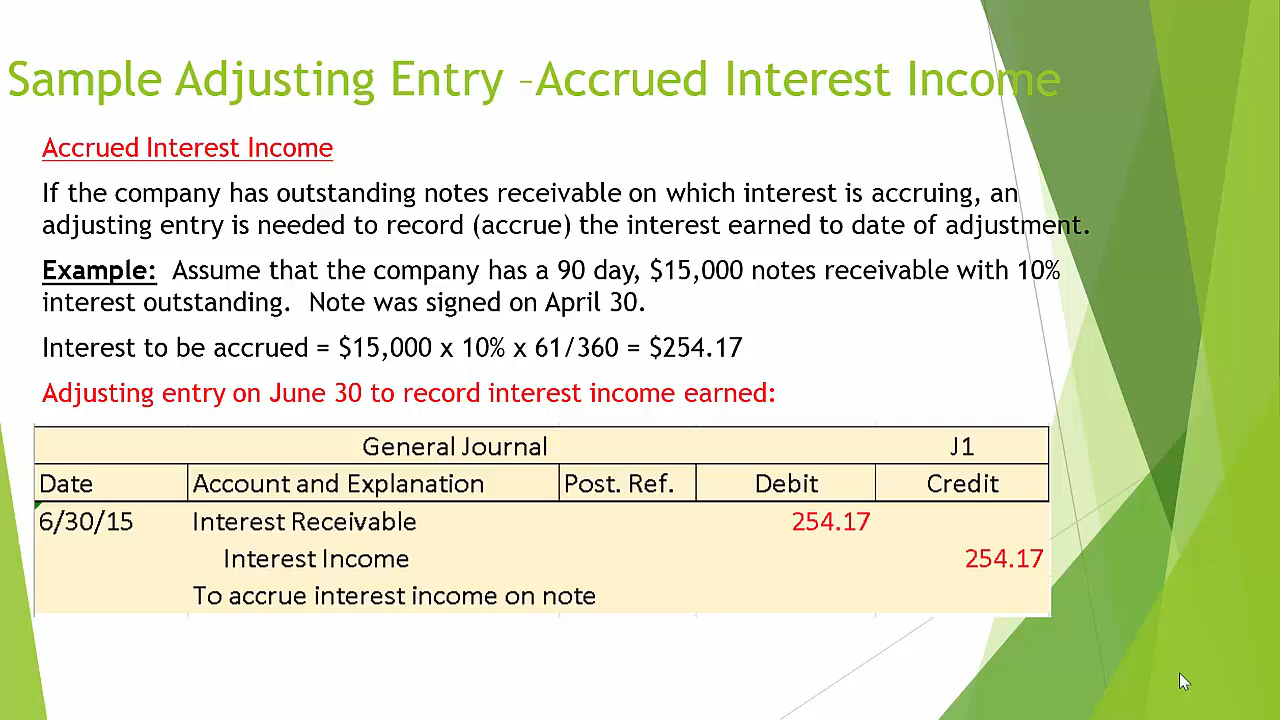 Sample Adjusting Entry –Accrued Interest Income
Accrued Interest Income
If the company has outstanding notes receivable on which interest is accruing, an
adjusting entry is needed to record (accrue) the interest earned to date of adjustment.
Example: Assume that the company has a 90 day, $15,000 notes receivable with 10%
interest outstanding. Note was signed on April 30.
Interest to be accrued = $15,000 x 10% x 61/360 = $254.17
Adjusting entry on June 30 to record interest income earned:
General Journal J1
Date Account and Explanation Post. Ref. Debit Credit
6/30/15 Interest Receivable 254.17
Interest Income 254.17
To accrue interest income on note